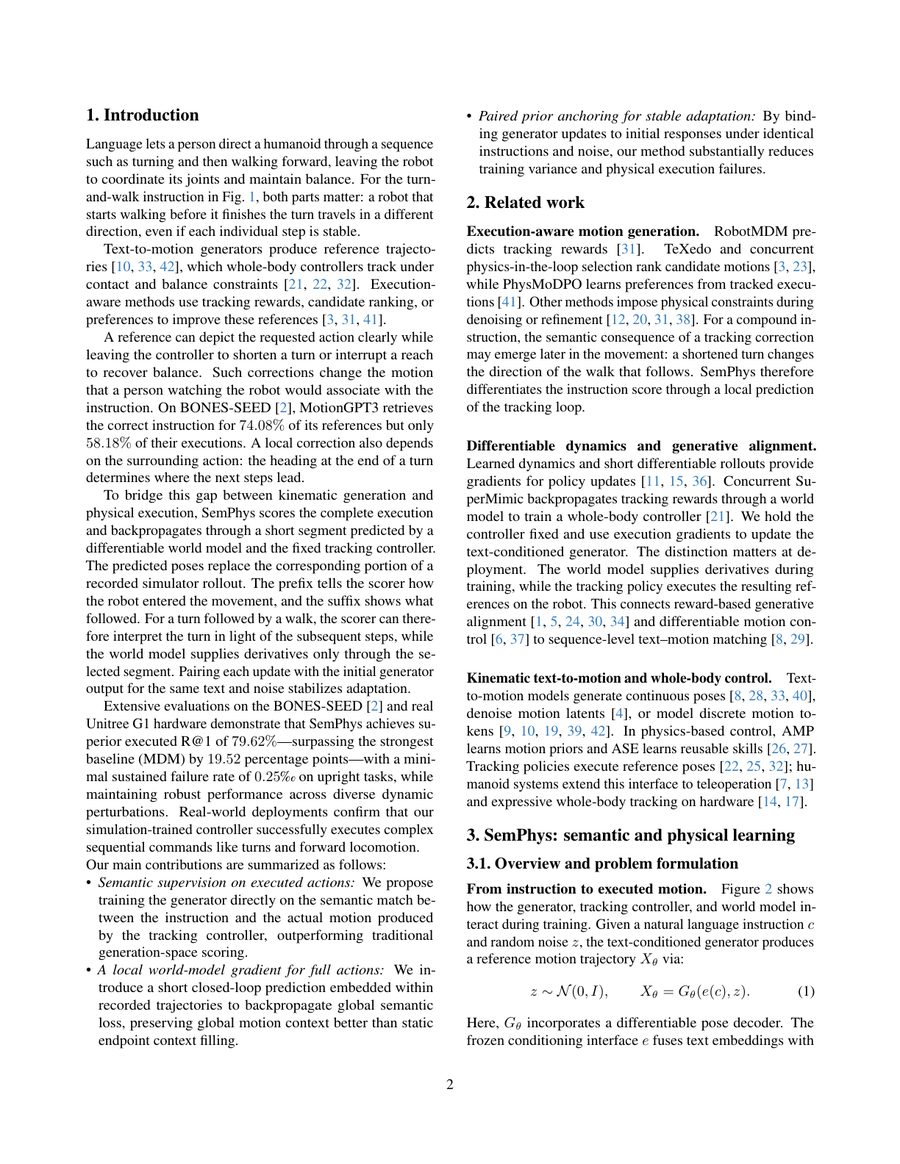 1. Introduction
Language lets a person direct a humanoid through a sequence
such as turning and then walking forward, leaving the robot
to coordinate its joints and maintain balance. For the turn-
and-walk instruction in Fig. 1, both parts matter: a robot that
starts walking before it finishes the turn travels in a different
direction, even if each individual step is stable.
Text-to-motion generators produce reference trajecto-
ries [10, 33, 42], which whole-body controllers track under
contact and balance constraints [21, 22, 32]. Execution-
aware methods use tracking rewards, candidate ranking, or
preferences to improve these references [3, 31, 41].
A reference can depict the requested action clearly while
leaving the controller to shorten a turn or interrupt a reach
to recover balance. Such corrections change the motion
that a person watching the robot would associate with the
instruction. On BONES-SEED [2], MotionGPT3 retrieves
the correct instruction for 74.08% of its references but only
58.18% of their executions. A local correction also depends
on the surrounding action: the heading at the end of a turn
determines where the next steps lead.
To bridge this gap between kinematic generation and
physical execution, SemPhys scores the complete execution
and backpropagates through a short segment predicted by a
differentiable world model and the fixed tracking controller.
The predicted poses replace the corresponding portion of a
recorded simulator rollout. The prefix tells the scorer how
the robot entered the movement, and the suffix shows what
followed. For a turn followed by a walk, the scorer can there-
fore interpret the turn in light of the subsequent steps, while
the world model supplies derivatives only through the se-
lected segment. Pairing each update with the initial generator
output for the same text and noise stabilizes adaptation.
Extensive evaluations on the BONES-SEED [2] and real
Unitree G1 hardware demonstrate that SemPhys achieves su-
perior executed R@1 of 79.62%—surpassing the strongest
baseline (MDM) by 19.52 percentage points—with a mini-
mal sustained failure rate of 0.25‰ on upright tasks, while
maintaining robust performance across diverse dynamic
perturbations. Real-world deployments confirm that our
simulation-trained controller successfully executes complex
sequential commands like turns and forward locomotion.
Our main contributions are summarized as follows:
• Semantic supervision on executed actions: We propose
training the generator directly on the semantic match be-
tween the instruction and the actual motion produced
by the tracking controller, outperforming traditional
generation-space scoring.
• A local world-model gradient for full actions: We in-
troduce a short closed-loop prediction embedded within
recorded trajectories to backpropagate global semantic
loss, preserving global motion context better than static
endpoint context filling.
• Paired prior anchoring for stable adaptation: By bind-
ing generator updates to initial responses under identical
instructions and noise, our method substantially reduces
training variance and physical execution failures.
2. Related work
Execution-aware motion generation. RobotMDM pre-
dicts tracking rewards [31]. TeXedo and concurrent
physics-in-the-loop selection rank candidate motions [3, 23],
while PhysMoDPO learns preferences from tracked execu-
tions [41]. Other methods impose physical constraints during
denoising or refinement [12, 20, 31, 38]. For a compound in-
struction, the semantic consequence of a tracking correction
may emerge later in the movement: a shortened turn changes
the direction of the walk that follows. SemPhys therefore
differentiates the instruction score through a local prediction
of the tracking loop.
Differentiable dynamics and generative alignment.
Learned dynamics and short differentiable rollouts provide
gradients for policy updates [11, 15, 36]. Concurrent Su-
perMimic backpropagates tracking rewards through a world
model to train a whole-body controller [21]. We hold the
controller fixed and use execution gradients to update the
text-conditioned generator. The distinction matters at de-
ployment. The world model supplies derivatives during
training, while the tracking policy executes the resulting ref-
erences on the robot. This connects reward-based generative
alignment [1, 5, 24, 30, 34] and differentiable motion con-
trol [6, 37] to sequence-level text–motion matching [8, 29].
Kinematic text-to-motion and whole-body control. Text-
to-motion models generate continuous poses [8, 28, 33, 40],
denoise motion latents [4], or model discrete motion to-
kens [9, 10, 19, 39, 42]. In physics-based control, AMP
learns motion priors and ASE learns reusable skills [26, 27].
Tracking policies execute reference poses [22, 25, 32]; hu-
manoid systems extend this interface to teleoperation [7, 13]
and expressive whole-body tracking on hardware [14, 17].
3. SemPhys: semantic and physical learning
3.1. Overview and problem formulation
From instruction to executed motion. Figure 2 shows
how the generator, tracking controller, and world model in-
teract during training. Given a natural language instruction c
and random noise z, the text-conditioned generator produces
a reference motion trajectory Xθ via:
z ∼ N(0, I), Xθ = Gθ(e(c), z). (1)
Here, Gθ incorporates a differentiable pose decoder. The
frozen conditioning interface e fuses text embeddings with
2